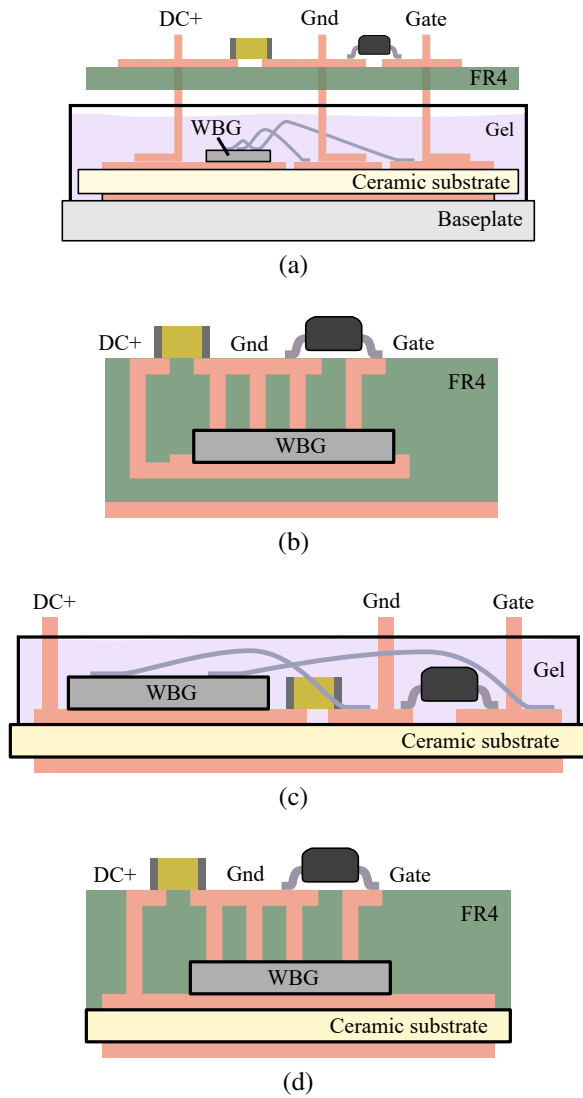 DC+ Gnd Gate
FR4
WBG Gel
Ceramic substrate
Baseplate
(a)
DC+ Gnd Gate
FR4
WBG
(b)
DC+ Gnd Gate
Gel
WBG
Ceramic substrate
(c)
DC+ Gnd Gate
FR4
WBG
Ceramic substrate
(d)